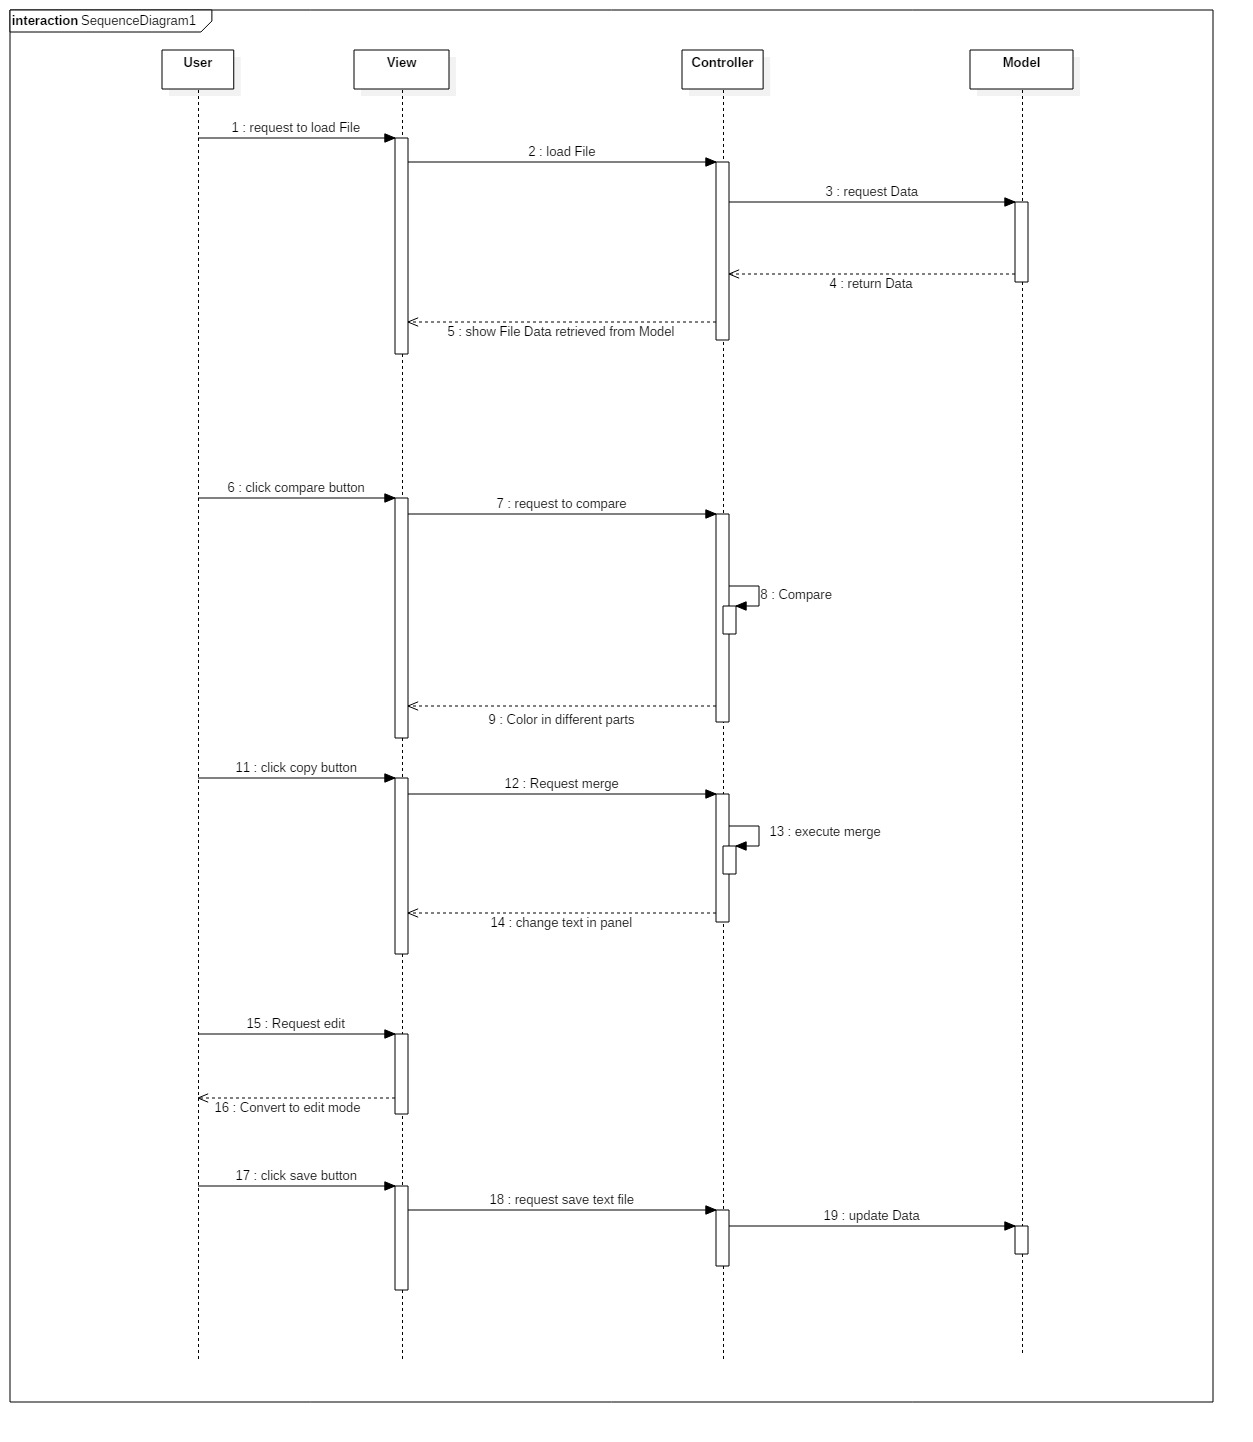 interaction SequenceDiagram1
User
View
Controller
Model
1 : request to load File
2 : load File
3 : request Data
4 : return Data
5 : show File Data retrieved from Model
6 : click compare button
7 : request to compare
8 : Compare
9 : Color in different parts
11 : click copy button
12 : Request merge
13 : execute merge
14 : change text in panel
15 : Request edit
16 : Convert to edit mode
17 : click save button
18 : request save text file
19 : update Data